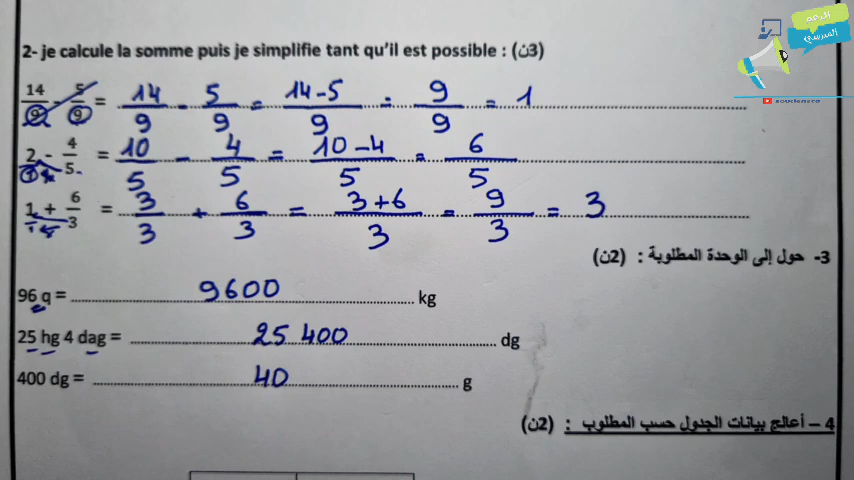 الدعم
المدرسي
2- je calcule la somme puis je simplifie tant qu'il est possible : (3ن)
14/9 - 5/9 = 14/9 - 5/9 = 14-5/9 = 9/9 = 1
2 - 4/5 = 10/5 - 4/5 = 10-4/5 = 6/5
1 + 6/3 = 3/3 + 6/3 = 3+6/3 = 9/3 = 3
3- حول إلى الوحدة المطلوبة : (2ن)
96 q = 9600 kg
25 hg 4 dag = 25 400 dg
400 dg = 40 g
4 – أعالج بيانات الجدول حسب المطلوب : (2ن)